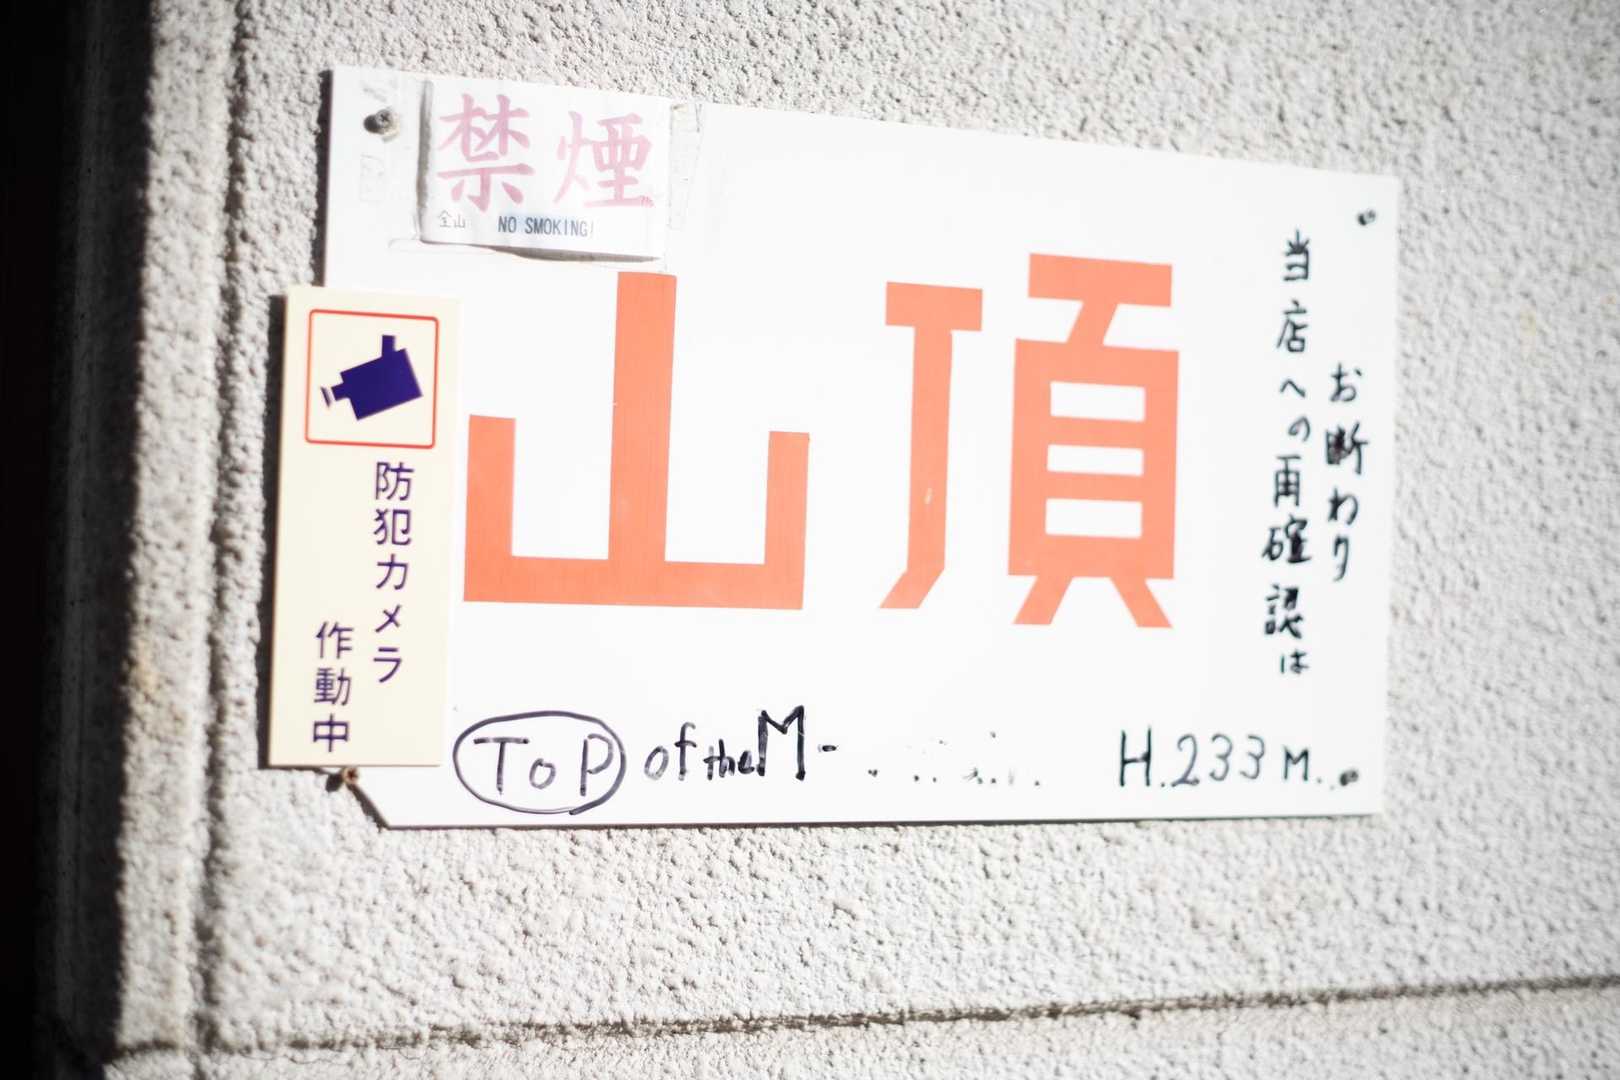 禁煙
全山 NO SMOKING!
山頂
防犯カメラ
作動中
お断わり
当店への再確認は
TOP of the M-
H.233M.